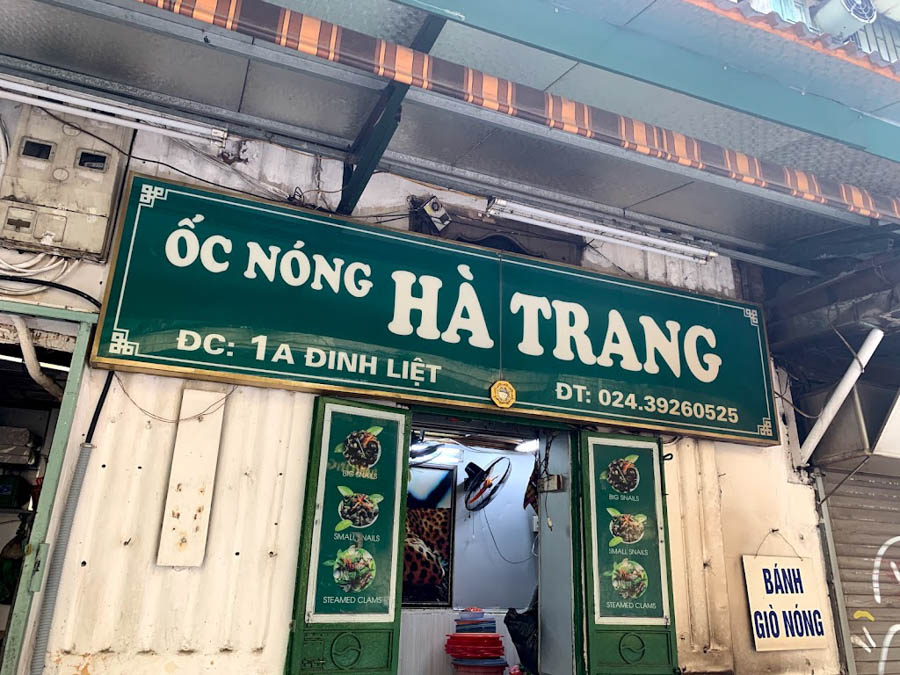 ỐC NÓNG HÀ TRANG
ĐC: 1A ĐINH LIỆT
ĐT: 024.39260525
BIG SNAILS
SMALL SNAILS
STEAMED CLAMS
BIG SNAILS
SMALL SNAILS
STEAMED CLAMS
BÁNH
GIÒ NÓNG